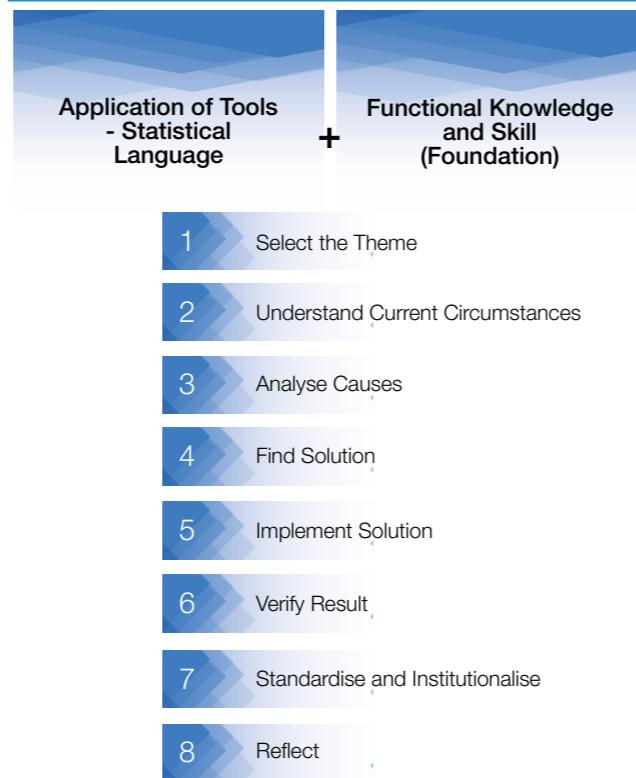 Application of Tools
- Statistical
Language
+
Functional Knowledge
and Skill
(Foundation)
1 Select the Theme
2 Understand Current Circumstances
3 Analyse Causes
4 Find Solution
5 Implement Solution
6 Verify Result
7 Standardise and Institutionalise
8 Reflect